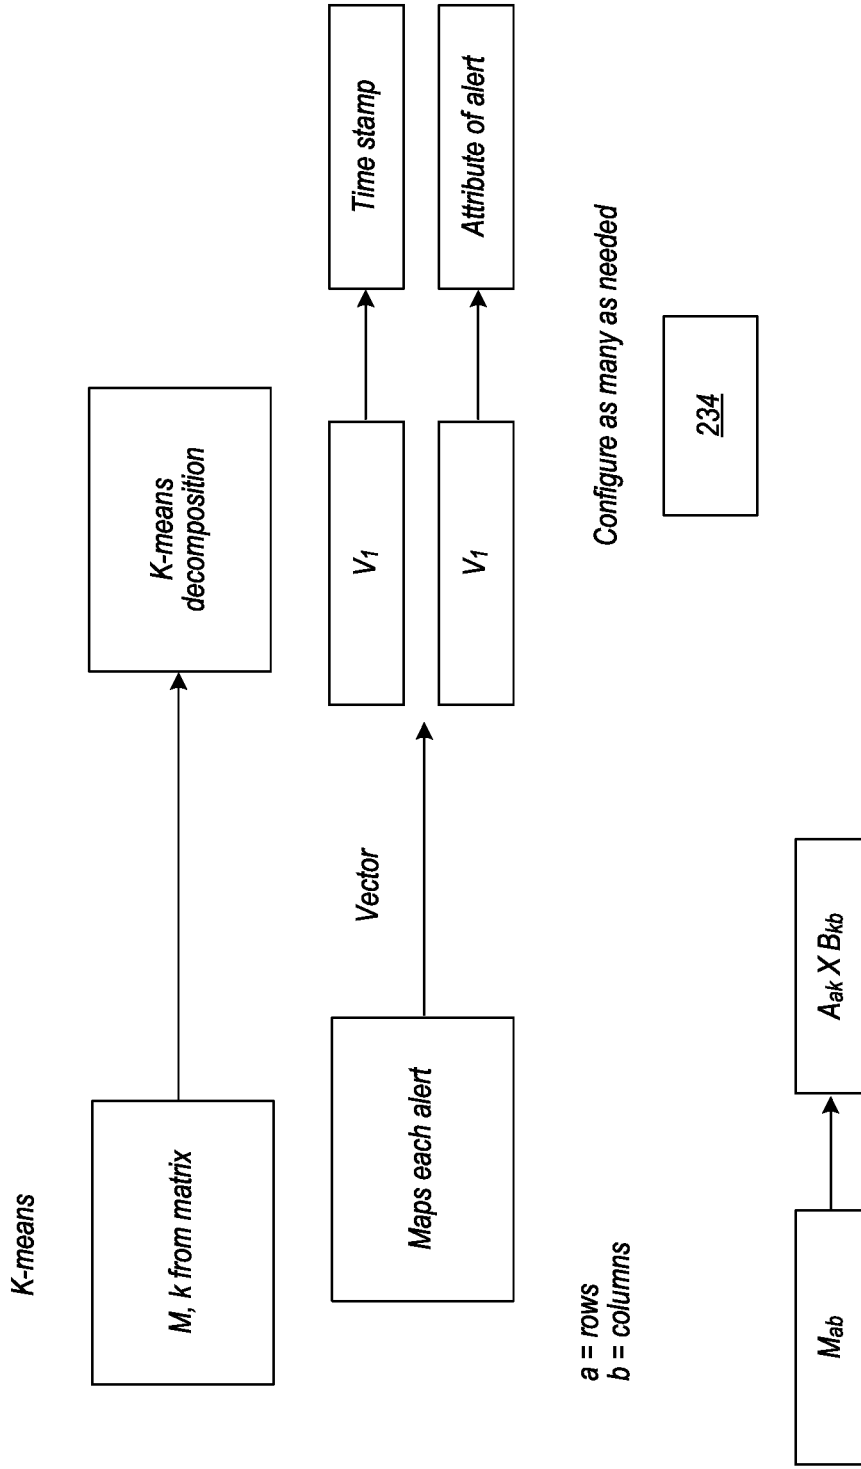 K-means
M, k from matrix
K-means
decomposition
Maps each alert
Vector
V₁
Time stamp
V₁
Attribute of alert
a = rows
b = columns
Configure as many as needed
234
Mab
Aak X Bkb